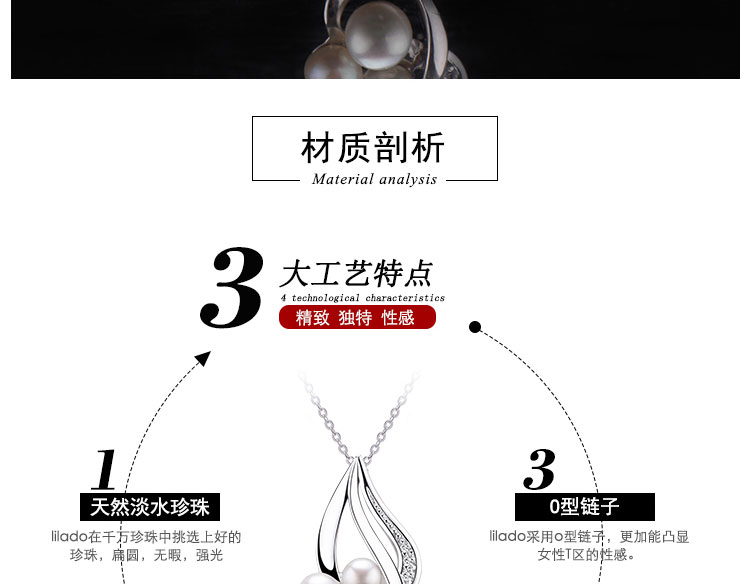 材质剖析
Material analysis
3
大工艺特点
4 technological characteristics
精致 独特 性感
1
天然淡水珍珠
lilado在千万珍珠中挑选上好的
珍珠，扁圆，无暇，强光
3
O型链子
lilado采用o型链子，更加能凸显
女性T区的性感。